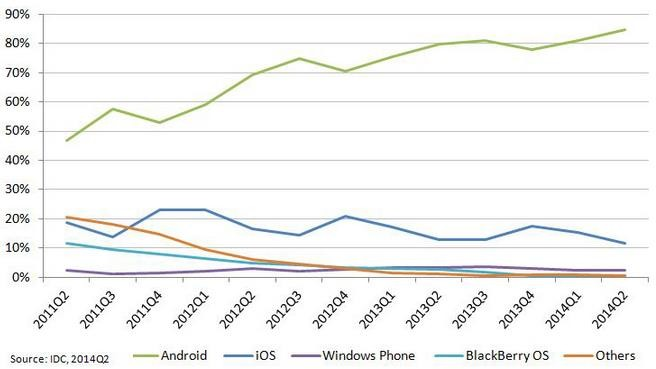 90%
80%
70%
60%
50%
40%
30%
20%
10%
0%
2011Q2
2011Q3
2011Q4
2012Q1
2012Q2
2012Q3
2012Q4
2013Q1
2013Q2
2013Q3
2013Q4
2014Q1
2014Q2
Source: IDC, 2014Q2
Android
iOS
Windows Phone
BlackBerry OS
Others